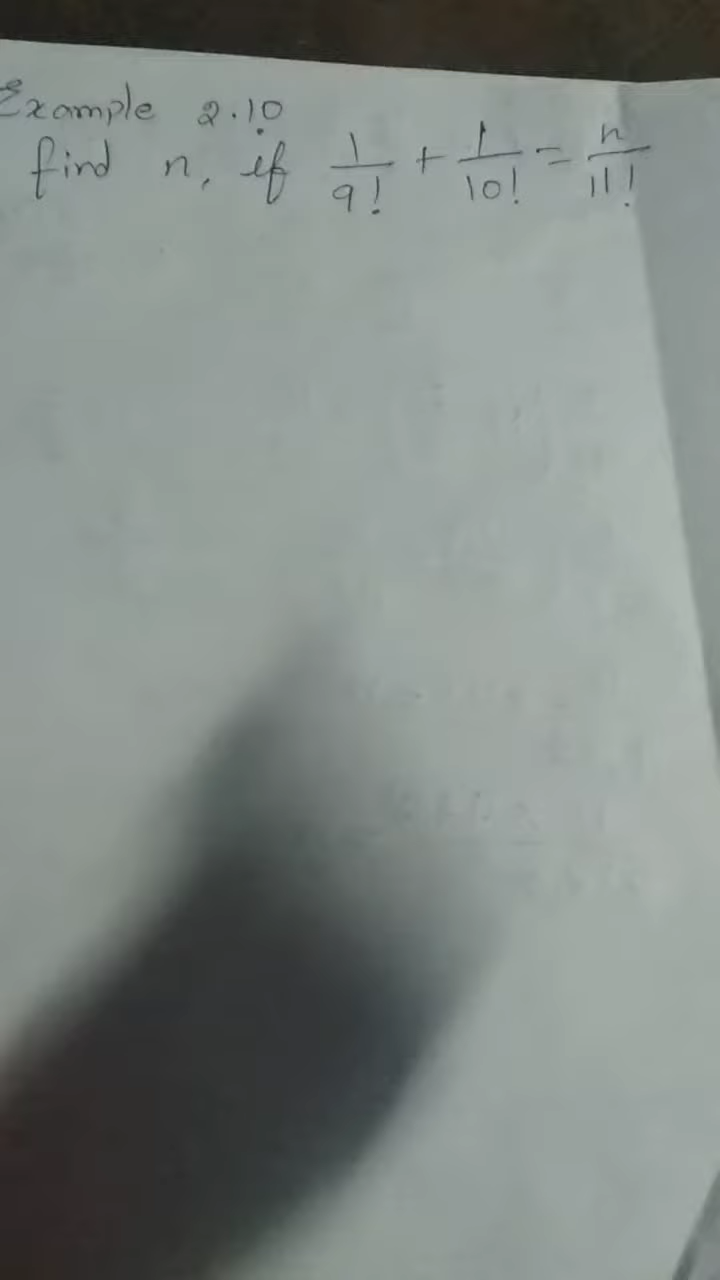 Example 2.10
find n, if 1/9! + 1/10! = n/11!